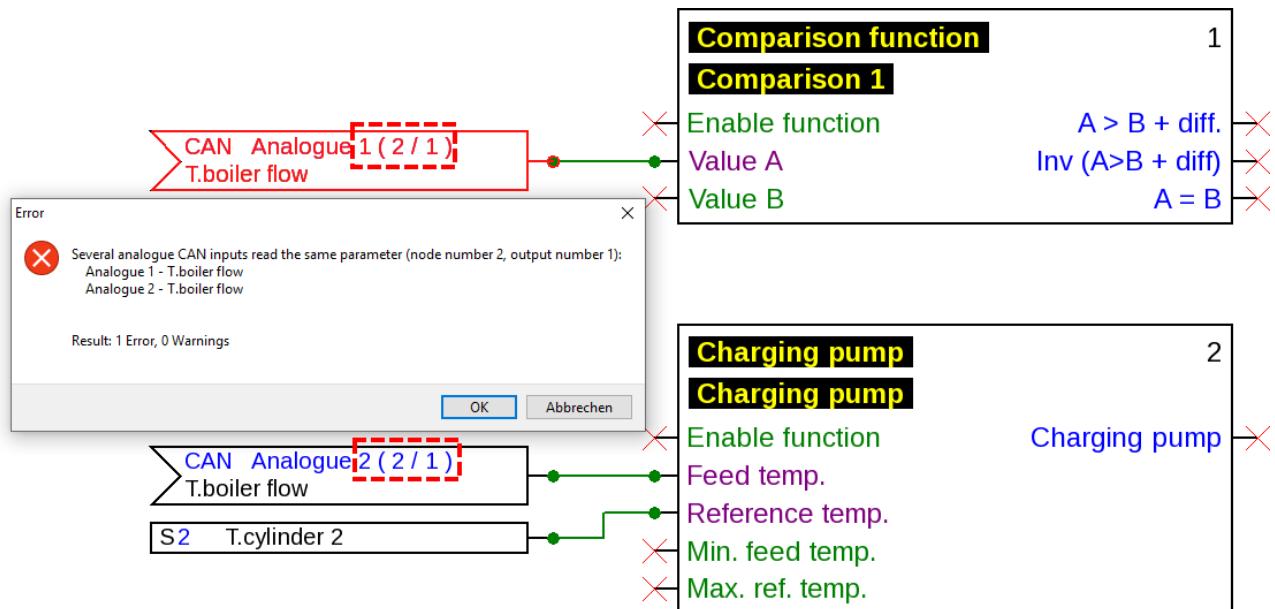 Comparison function 1
Comparison 1
Enable function A > B + diff.
CAN Analogue 1 ( 2 / 1 )
T.boiler flow
Value A Inv (A>B + diff)
Value B A = B
Error
Several analogue CAN inputs read the same parameter (node number 2, output number 1):
Analogue 1 - T.boiler flow
Analogue 2 - T.boiler flow
Result: 1 Error, 0 Warnings
OK Abbrechen
Charging pump 2
Charging pump
Enable function Charging pump
CAN Analogue 2 ( 2 / 1 )
T.boiler flow
Feed temp.
S2 T.cylinder 2
Reference temp.
Min. feed temp.
Max. ref. temp.